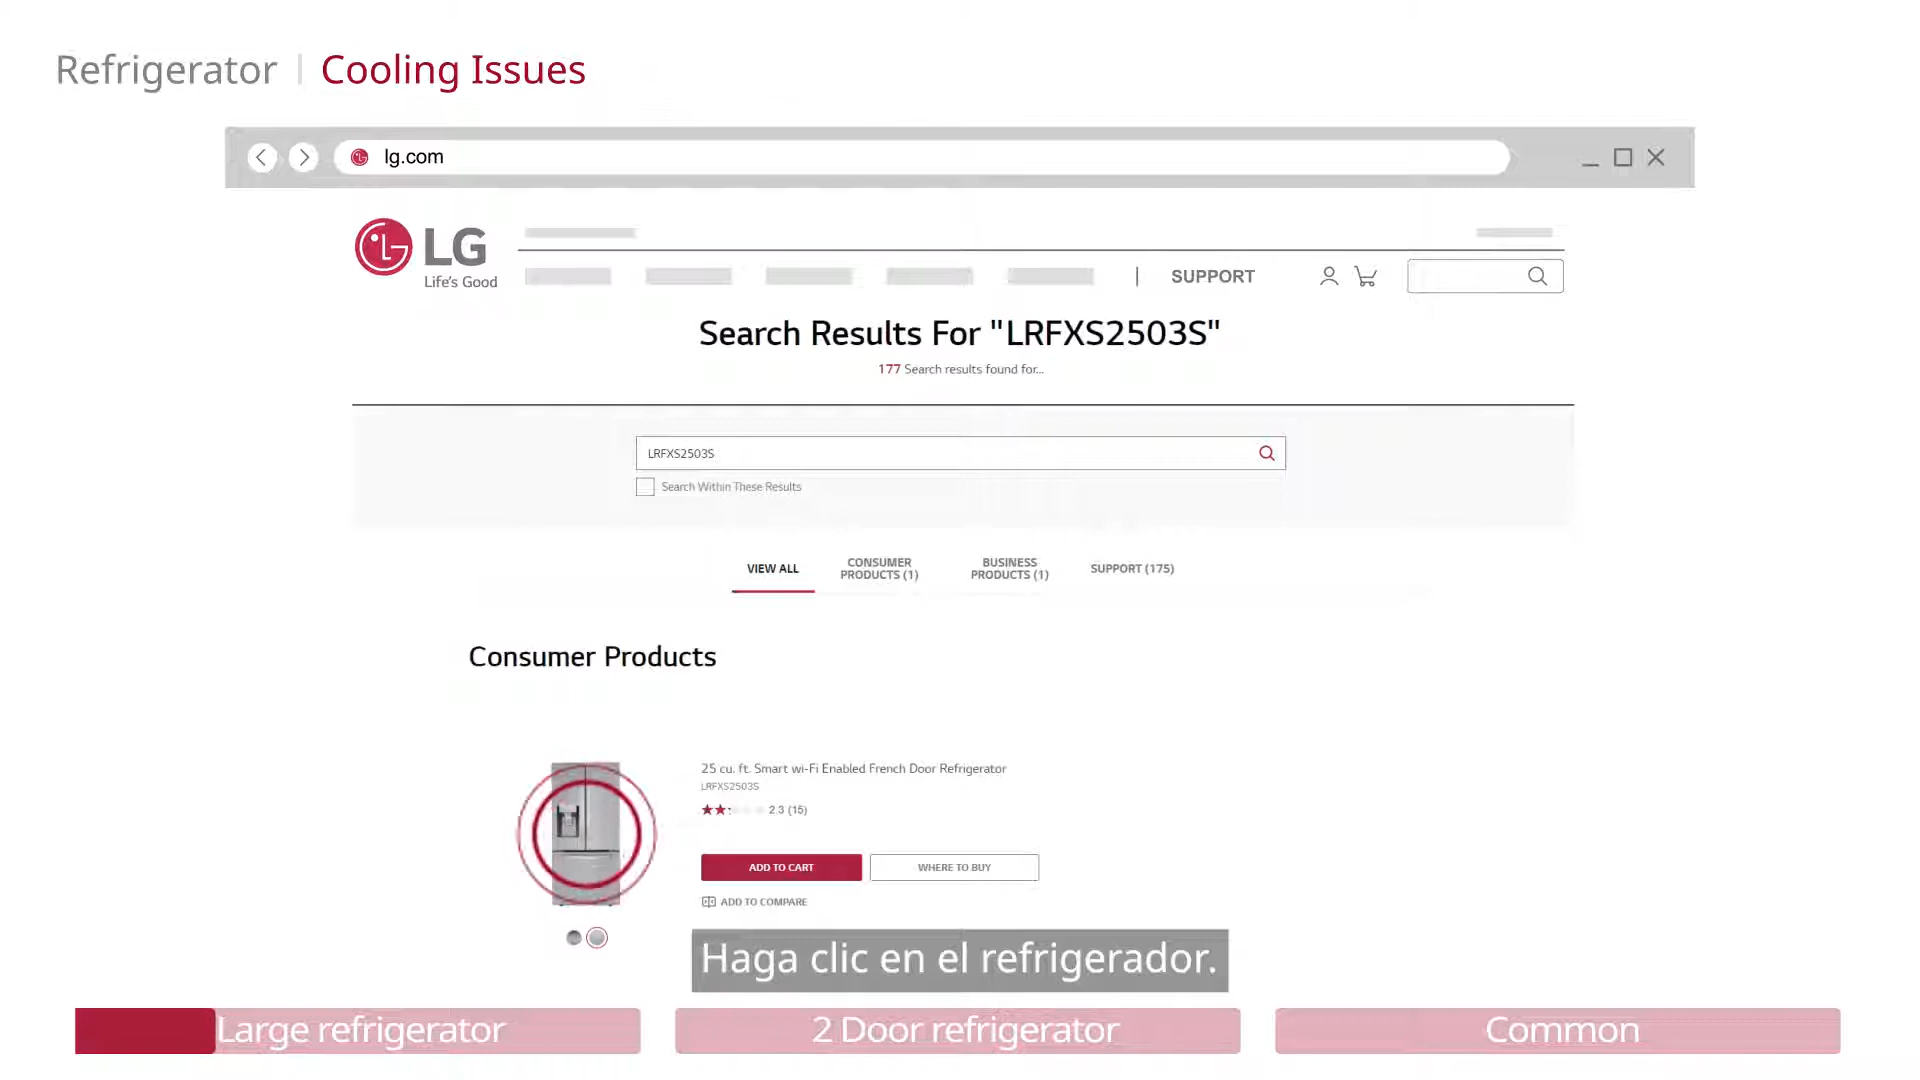 Refrigerator | Cooling Issues
lg.com
LG
Life's Good
SUPPORT
Search Results For "LRFXS2503S"
177 Search results found for...
LRFXS2503S
Search Within These Results
VIEW ALL
CONSUMER
PRODUCTS (1)
BUSINESS
PRODUCTS (1)
SUPPORT (175)
Consumer Products
25 cu. ft. Smart wi-Fi Enabled French Door Refrigerator
LRFXS2503S
2.3 (15)
ADD TO CART
WHERE TO BUY
ADD TO COMPARE
Haga clic en el refrigerador.
Large refrigerator
2 Door refrigerator
Common